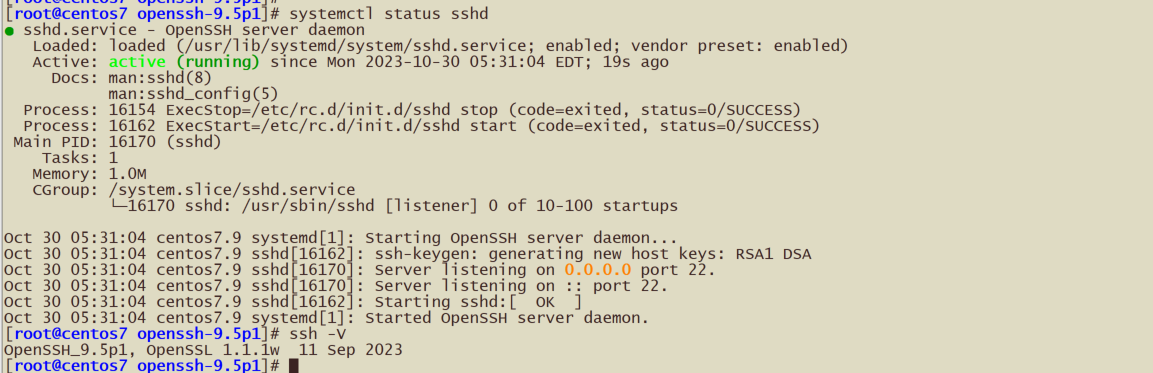 [root@centos7 openssh-9.5p1]#
[root@centos7 openssh-9.5p1]# systemctl status sshd
● sshd.service - OpenSSH server daemon
   Loaded: loaded (/usr/lib/systemd/system/sshd.service; enabled; vendor preset: enabled)
   Active: active (running) since Mon 2023-10-30 05:31:04 EDT; 19s ago
     Docs: man:sshd(8)
           man:sshd_config(5)
  Process: 16154 ExecStop=/etc/rc.d/init.d/sshd stop (code=exited, status=0/SUCCESS)
  Process: 16162 ExecStart=/etc/rc.d/init.d/sshd start (code=exited, status=0/SUCCESS)
 Main PID: 16170 (sshd)
    Tasks: 1
   Memory: 1.0M
   CGroup: /system.slice/sshd.service
           └─16170 sshd: /usr/sbin/sshd [listener] 0 of 10-100 startups
Oct 30 05:31:04 centos7.9 systemd[1]: Starting OpenSSH server daemon...
Oct 30 05:31:04 centos7.9 sshd[16162]: ssh-keygen: generating new host keys: RSA1 DSA
Oct 30 05:31:04 centos7.9 sshd[16170]: Server listening on 0.0.0.0 port 22.
Oct 30 05:31:04 centos7.9 sshd[16170]: Server listening on :: port 22.
Oct 30 05:31:04 centos7.9 sshd[16162]: Starting sshd:[  OK  ]
Oct 30 05:31:04 centos7.9 systemd[1]: Started OpenSSH server daemon.
[root@centos7 openssh-9.5p1]# ssh -V
OpenSSH_9.5p1, OpenSSL 1.1.1w  11 Sep 2023
[root@centos7 openssh-9.5p1]#